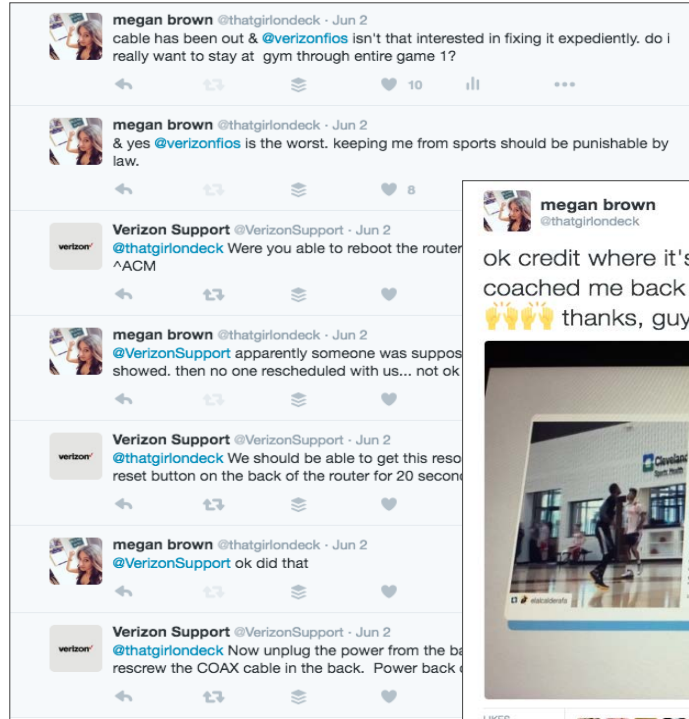 megan brown @thatgirlondeck · Jun 2
cable has been out & @verizonfios isn't that interested in fixing it expediently. do i
really want to stay at gym through entire game 1?
10
megan brown @thatgirlondeck · Jun 2
& yes @verizonfios is the worst. keeping me from sports should be punishable by
law.
8
verizon
Verizon Support @VerizonSupport · Jun 2
@thatgirlondeck Were you able to reboot the router
^ACM
megan brown @thatgirlondeck · Jun 2
@VerizonSupport apparently someone was suppos
showed. then no one rescheduled with us... not ok
verizon
Verizon Support @VerizonSupport · Jun 2
@thatgirlondeck We should be able to get this reso
reset button on the back of the router for 20 secon
megan brown @thatgirlondeck · Jun 2
@VerizonSupport ok did that
verizon
Verizon Support @VerizonSupport · Jun 2
@thatgirlondeck Now unplug the power from the ba
rescrew the COAX cable in the back. Power back
megan brown
@thatgirlondeck
ok credit where it's
coached me back
🙌🙌 thanks, guy
Cleveland
LIKES